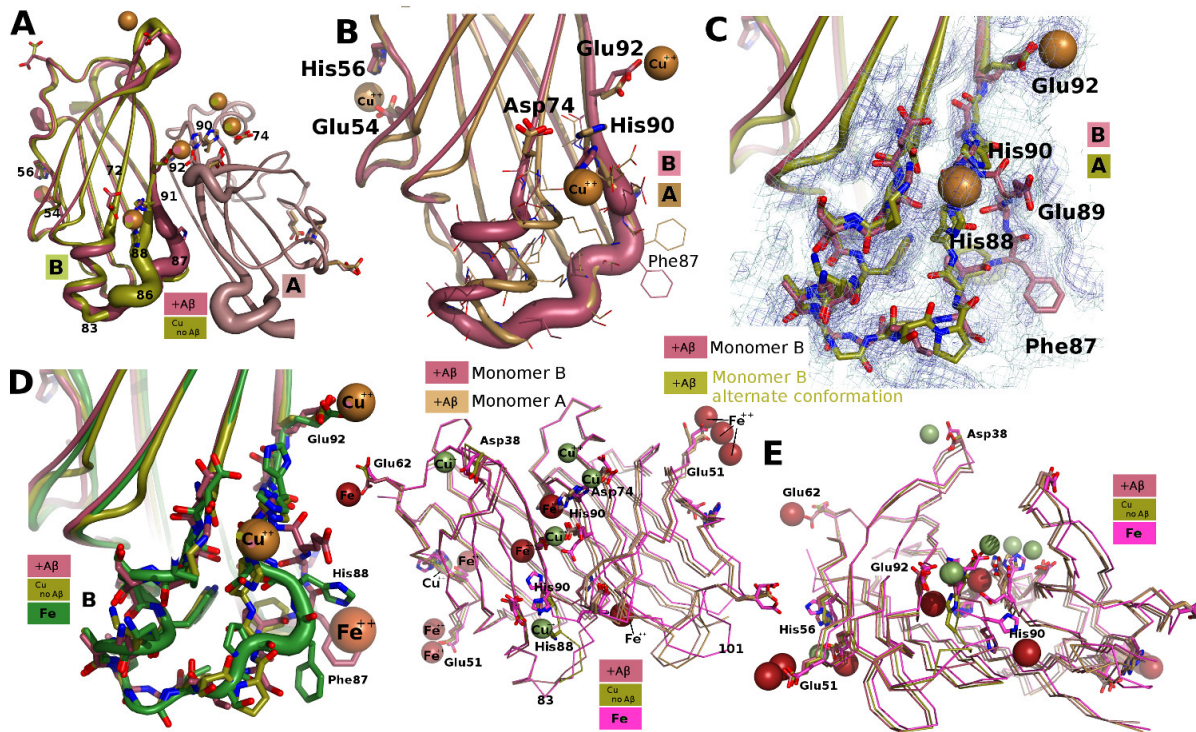 A
90
74
92
56
72
91
54
88
87
B
A
86
+Aβ
83
Cu
no Aβ
B
Glu92
Cu++
His56
Cu++
Asp74
Glu54
His90
B
Cu++
A
Phe87
+Aβ Monomer B
+Aβ Monomer A
C
Glu92
B
His90
A
Glu89
His88
Phe87
+Aβ Monomer B
+Aβ Monomer B
alternate conformation
D
Cu++
Glu92
Cu++
+Aβ
Cu
no Aβ
Fe
B
His88
Fe++
Phe87
Fe++
Asp38
Glu62
Cu
Cu
Cu
Glu51
Fe
Asp74
Fe
His90
Cu
Fe
Fe
Cu
His90
Fe
Cu
Fe++
Fe
Glu51
His88
101
83
+Aβ
Cu
no Aβ
Fe
E
Asp38
Glu62
+Aβ
Cu
no Aβ
Fe
Glu92
His56
His90
Glu51